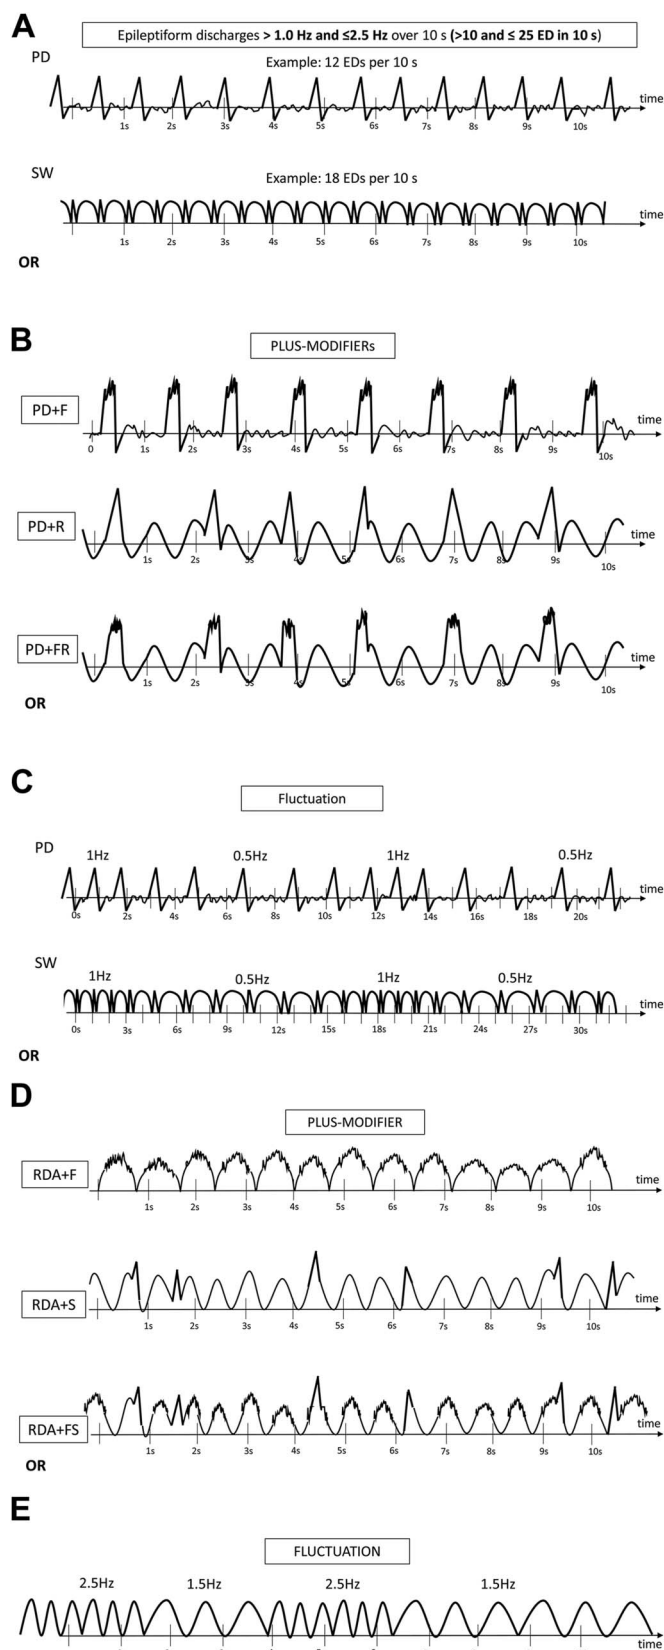 A
Epileptiform discharges > 1.0 Hz and ≤2.5 Hz over 10 s (>10 and ≤ 25 ED in 10 s)
PD
Example: 12 EDs per 10 s
time
1s 2s 3s 4s 5s 6s 7s 8s 9s 10s
SW
Example: 18 EDs per 10 s
time
1s 2s 3s 4s 5s 6s 7s 8s 9s 10s
OR
B
PLUS-MODIFIERs
PD+F
time
0 1s 2s 3s 4s 5s 6s 7s 8s 9s 10s
PD+R
time
1s 2s 3s 4s 5s 6s 7s 8s 9s 10s
PD+FR
time
1s 2s 3s 4s 5s 6s 7s 8s 9s 10s
OR
C
Fluctuation
PD
1Hz 0.5Hz 1Hz 0.5Hz
time
0s 2s 4s 6s 8s 10s 12s 14s 16s 18s 20s
SW
1Hz 0.5Hz 1Hz 0.5Hz
time
0s 3s 6s 9s 12s 15s 18s 21s 24s 27s 30s
OR
D
PLUS-MODIFIER
RDA+F
time
1s 2s 3s 4s 5s 6s 7s 8s 9s 10s
RDA+S
time
1s 2s 3s 4s 5s 6s 7s 8s 9s 10s
RDA+FS
time
1s 2s 3s 4s 5s 6s 7s 8s 9s 10s
OR
E
FLUCTUATION
2.5Hz 1.5Hz 2.5Hz 1.5Hz
time